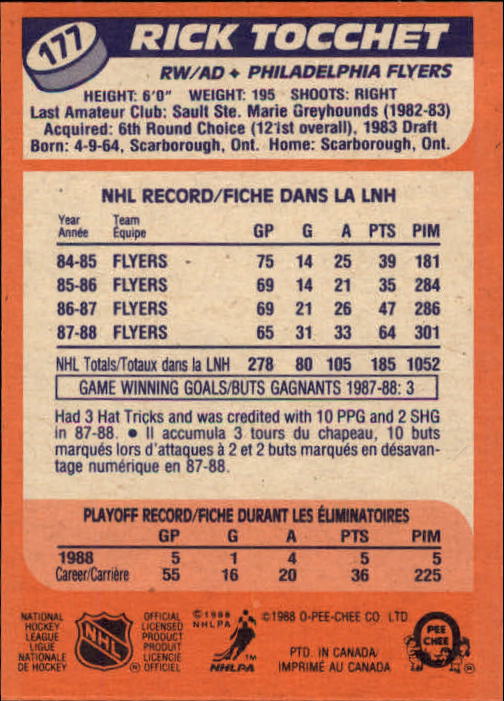 177
RICK TOCCHET
RW/AD • PHILADELPHIA FLYERS
HEIGHT: 6'0" WEIGHT: 195 SHOOTS: RIGHT
Last Amateur Club: Sault Ste. Marie Greyhounds (1982-83)
Acquired: 6th Round Choice (121st overall), 1983 Draft
Born: 4-9-64, Scarborough, Ont. Home: Scarborough, Ont.
NHL RECORD/FICHE DANS LA LNH
Year Team
Année Équipe GP G A PTS PIM
84-85 FLYERS 75 14 25 39 181
85-86 FLYERS 69 14 21 35 284
86-87 FLYERS 69 21 26 47 286
87-88 FLYERS 65 31 33 64 301
NHL Totals/Totaux dans la LNH 278 80 105 185 1052
GAME WINNING GOALS/BUTS GAGNANTS 1987-88: 3
Had 3 Hat Tricks and was credited with 10 PPG and 2 SHG
in 87-88. • Il accumula 3 tours du chapeau, 10 buts
marqués lors d'attaques à 2 et 2 buts marqués en désavan-
tage numérique en 87-88.
PLAYOFF RECORD/FICHE DURANT LES ÉLIMINATOIRES
GP G A PTS PIM
1988 5 1 4 5 5
Career/Carrière 55 16 20 36 225
NATIONAL
HOCKEY
LEAGUE
LIGUE
NATIONALE
DE HOCKEY
NHL
OFFICIAL
LICENSED
PRODUCT
PRODUIT
LICENCIE
® OFFICIEL
©1988
NHLPA
TM
NHLPA
©1988 O-PEE-CHEE CO. LTD.
PTD. IN CANADA
IMPRIMÉ AU CANADA
PEE
CHEE
®